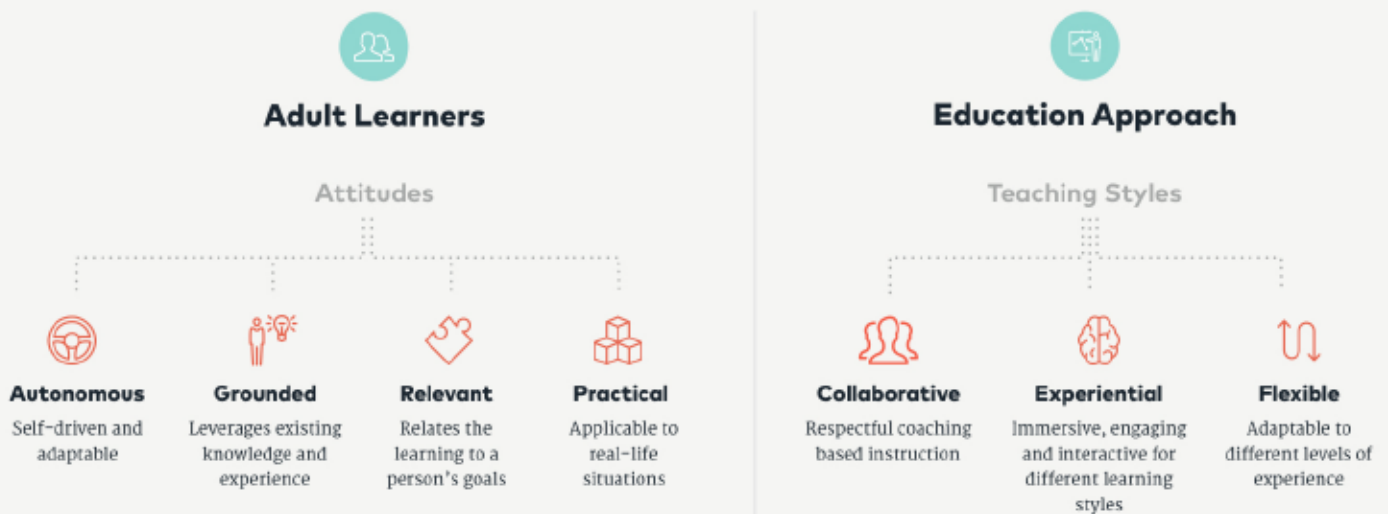 Adult Learners
Attitudes
Autonomous
Self-driven and
adaptable
Grounded
Leverages existing
knowledge and
experience
Relevant
Relates the
learning to a
person's goals
Practical
Applicable to
real-life
situations
Education Approach
Teaching Styles
Collaborative
Respectful coaching
based instruction
Experiential
Immersive, engaging
and interactive for
different learning
styles
Flexible
Adaptable to
different levels of
experience